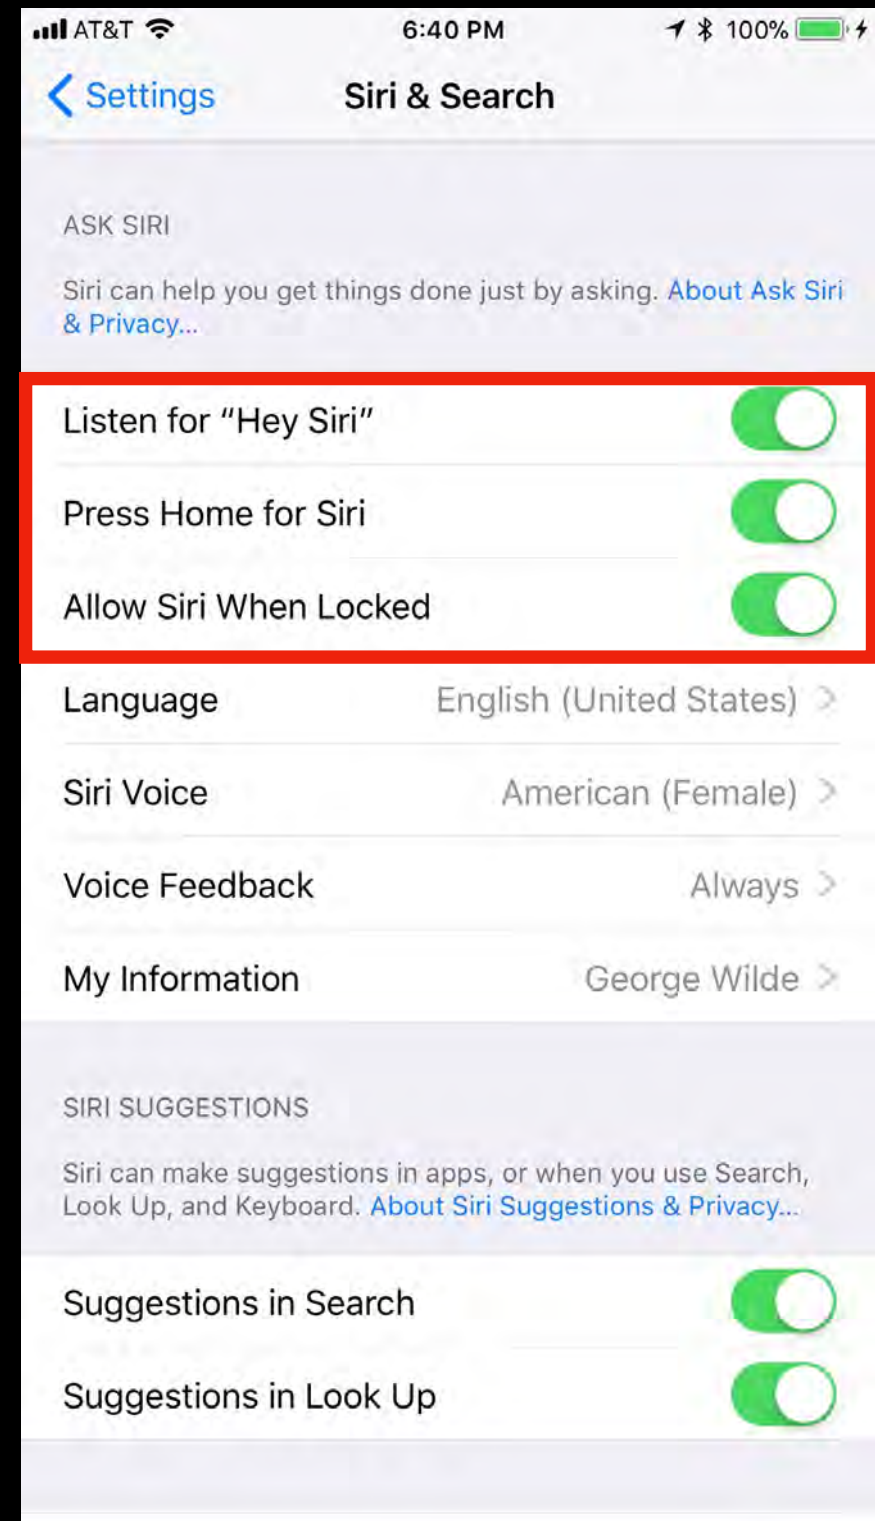 AT&T 6:40 PM 100%
Settings Siri & Search
ASK SIRI
Siri can help you get things done just by asking. About Ask Siri
& Privacy...
Listen for “Hey Siri”
Press Home for Siri
Allow Siri When Locked
Language English (United States)
Siri Voice American (Female)
Voice Feedback Always
My Information George Wilde
SIRI SUGGESTIONS
Siri can make suggestions in apps, or when you use Search,
Look Up, and Keyboard. About Siri Suggestions & Privacy...
Suggestions in Search
Suggestions in Look Up